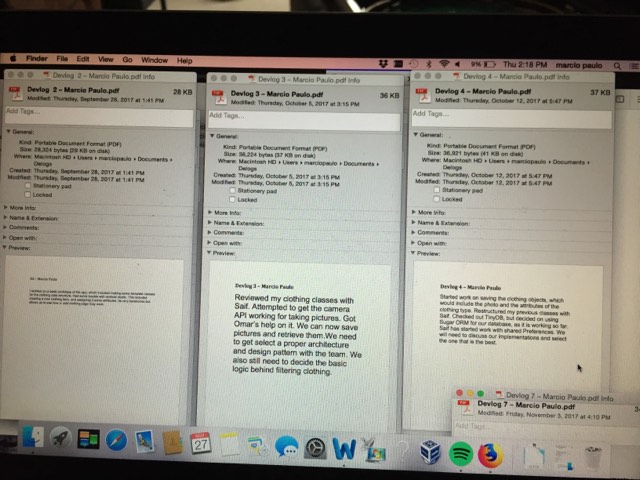 Finder File Edit View Go Window Help
9% Thu 2:18 PM marcio paulo
Devlog 2 – Marcio Paulo.pdf Info
Devlog 2 – Marcio Paulo.pdf 28 KB
Modified: Thursday, September 28, 2017 at 1:41 PM
Add Tags...
General:
Kind: Portable Document Format (PDF)
Size: 28,324 bytes (29 KB on disk)
Where: Macintosh HD ▸ Users ▸ marciopaulo ▸ Documents ▸
Delogs
Created: Thursday, September 28, 2017 at 1:41 PM
Modified: Thursday, September 28, 2017 at 1:41 PM
Stationery pad
Locked
More Info:
Name & Extension:
Comments:
Open with:
Preview:
Devlog 3 – Marcio Paulo.pdf Info
Devlog 3 – Marcio Paulo.pdf 36 KB
Modified: Thursday, October 5, 2017 at 3:15 PM
Add Tags...
General:
Kind: Portable Document Format (PDF)
Size: 36,224 bytes (37 KB on disk)
Where: Macintosh HD ▸ Users ▸ marciopaulo ▸ Documents ▸
Delogs
Created: Thursday, October 5, 2017 at 3:15 PM
Modified: Thursday, October 5, 2017 at 3:15 PM
Stationery pad
Locked
More Info:
Name & Extension:
Comments:
Open with:
Preview:
Devlog 3 – Marcio Paulo
Reviewed my clothing classes with
Saif. Attempted to get the camera
API working for taking pictures. Got
Omar's help on it. We can now save
pictures and retrieve them.We need
to get select a proper architecture
and design pattern with the team. We
also still need to decide the basic
logic behind filtering clothing.
Devlog 4 – Marcio Paulo.pdf Info
Devlog 4 – Marcio Paulo.pdf 37 KB
Modified: Thursday, October 12, 2017 at 5:47 PM
Add Tags...
General:
Kind: Portable Document Format (PDF)
Size: 36,921 bytes (41 KB on disk)
Where: Macintosh HD ▸ Users ▸ marciopaulo ▸ Documents ▸
Delogs
Created: Thursday, October 12, 2017 at 5:47 PM
Modified: Thursday, October 12, 2017 at 5:47 PM
Stationery pad
Locked
More Info:
Name & Extension:
Comments:
Open with:
Preview:
Devlog 4 – Marcio Paulo
Started work on saving the clothing objects, which
would include the photo and the attributes of the
clothing type. Restructured my previous classes with
Saif. Checked out TinyDB, but decided on using
Sugar ORM for our database, as it is working so far.
Saif has started work with shared Preferences. We
will need to discuss our implementations and select
the one that is the best.
Devlog 7 – Marcio Paulo.pdf Info
Devlog 7 – Marcio Paulo.pdf
Modified: Friday, November 3, 2017 at 4:10 PM
Add Tags...
27
W